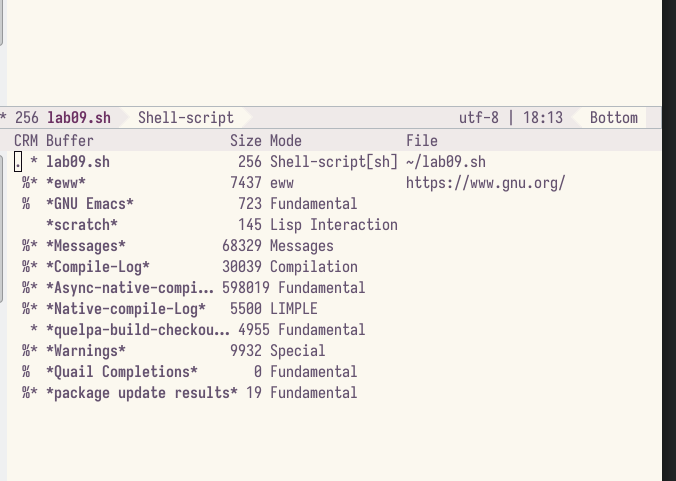 * 256 lab09.sh Shell-script utf-8 | 18:13 Bottom
CRM Buffer Size Mode File
. * lab09.sh 256 Shell-script[sh] ~/lab09.sh
%* *eww* 7437 eww https://www.gnu.org/
% *GNU Emacs* 723 Fundamental
*scratch* 145 Lisp Interaction
%* *Messages* 68329 Messages
%* *Compile-Log* 30039 Compilation
%* *Async-native-compi... 598019 Fundamental
%* *Native-compile-Log* 5500 LIMPLE
* *quelpa-build-checkou... 4955 Fundamental
%* *Warnings* 9932 Special
% *Quail Completions* 0 Fundamental
%* *package update results* 19 Fundamental